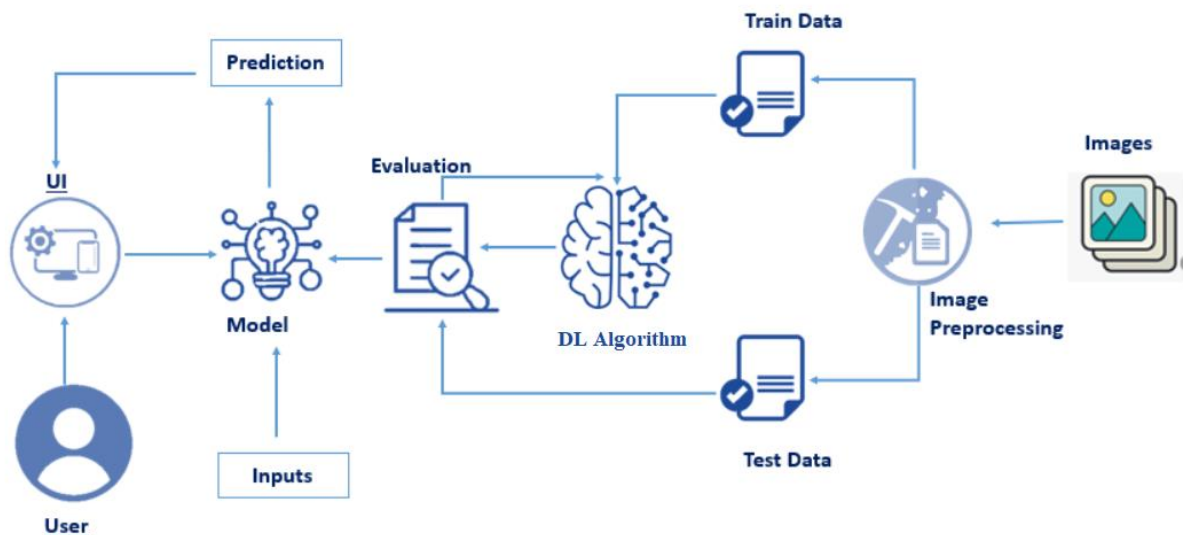 Train Data
Prediction
Images
Evaluation
UI
Image
Preprocessing
Model
DL Algorithm
Test Data
Inputs
User